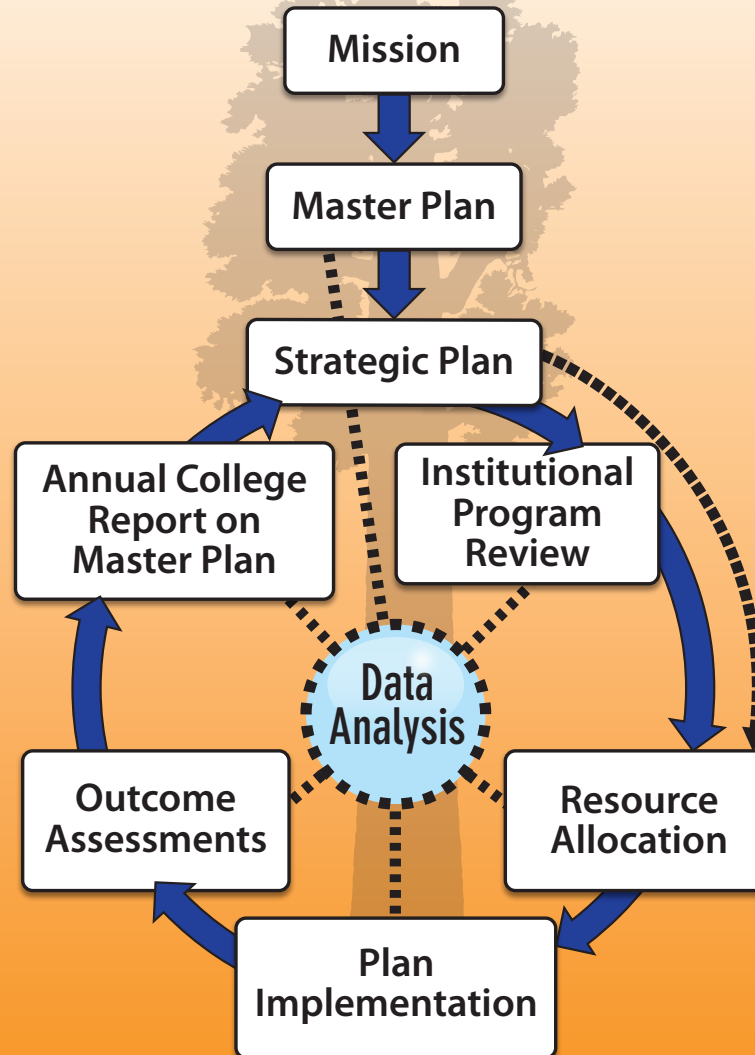 Mission
Master Plan
Strategic Plan
Annual College
Report on
Master Plan
Institutional
Program
Review
Data
Analysis
Outcome
Assessments
Resource
Allocation
Plan
Implementation